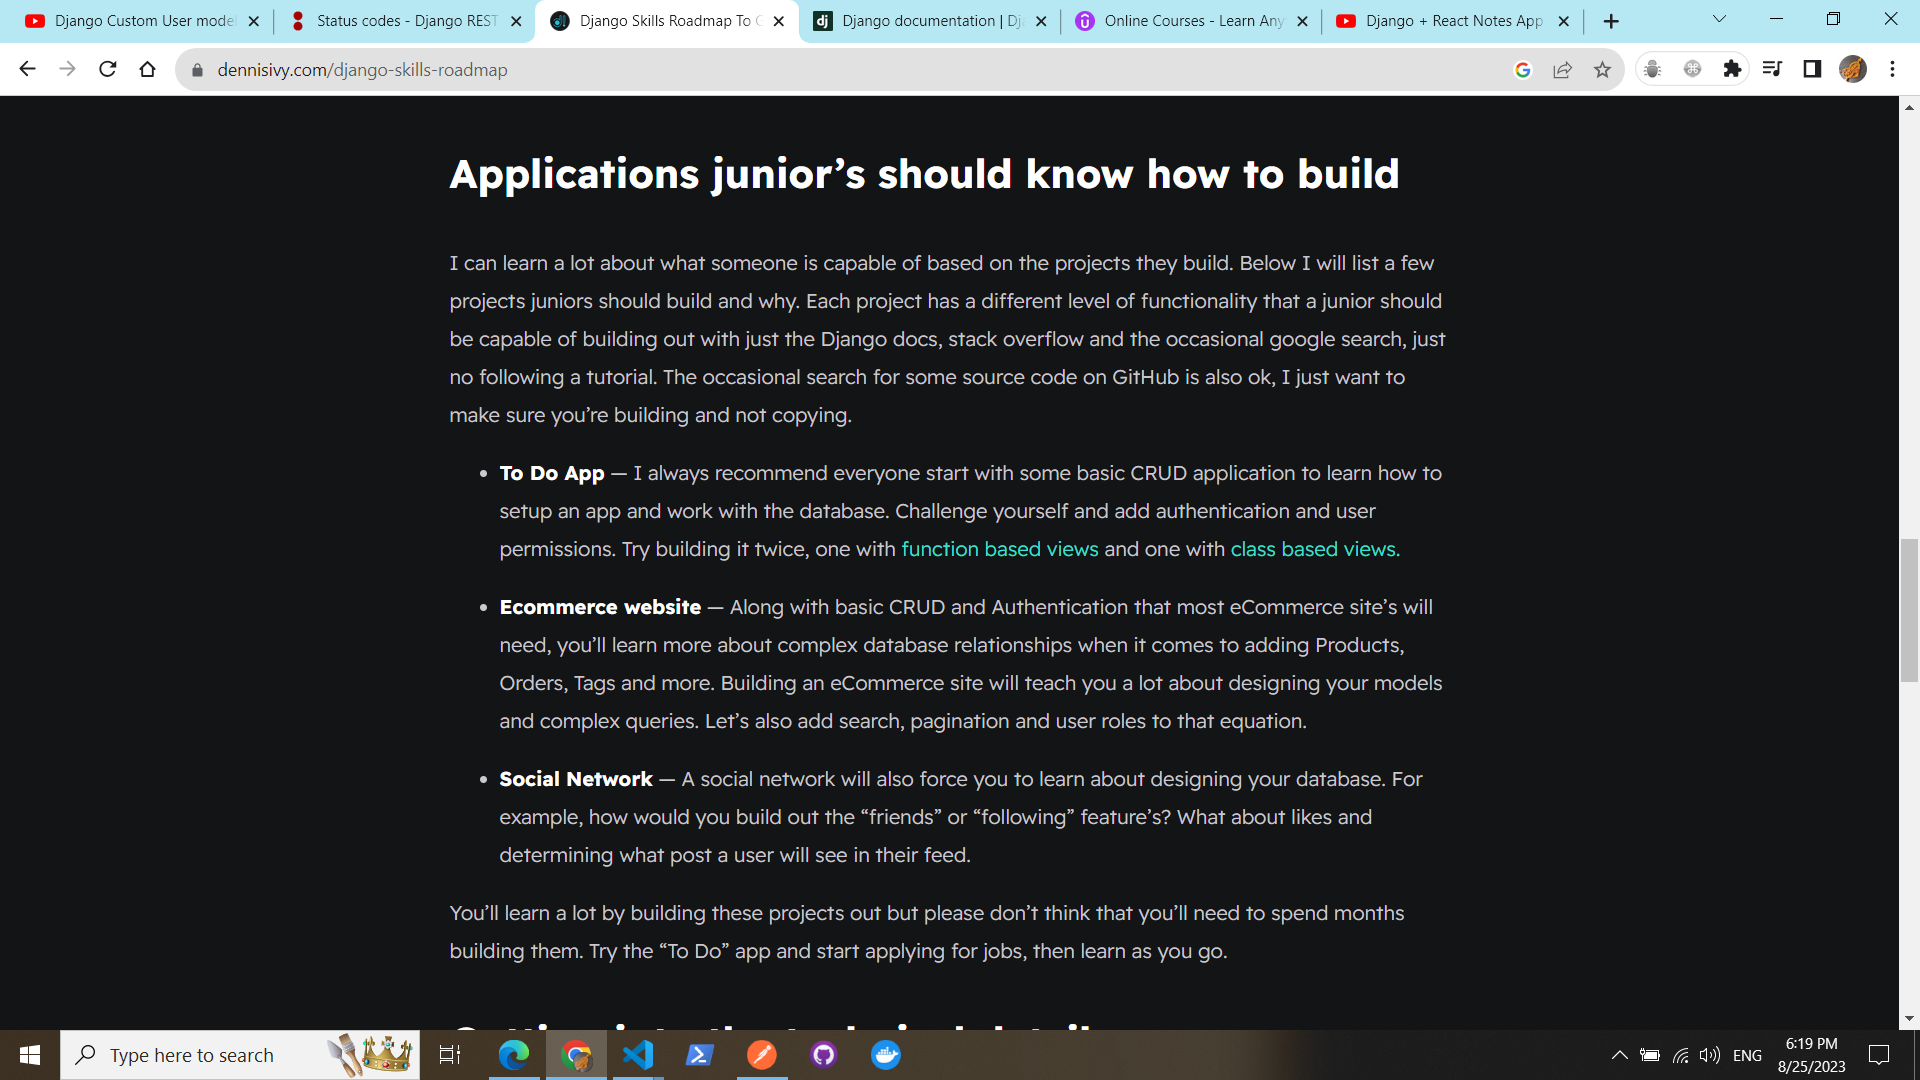 Django Custom User mode
Status codes - Django REST
Django Skills Roadmap To
Django documentation | Dj
Online Courses - Learn Any
Django + React Notes App
dennisivy.com/django-skills-roadmap
Applications junior’s should know how to build
I can learn a lot about what someone is capable of based on the projects they build. Below I will list a few
projects juniors should build and why. Each project has a different level of functionality that a junior should
be capable of building out with just the Django docs, stack overflow and the occasional google search, just
no following a tutorial. The occasional search for some source code on GitHub is also ok, I just want to
make sure you’re building and not copying.
• To Do App — I always recommend everyone start with some basic CRUD application to learn how to
setup an app and work with the database. Challenge yourself and add authentication and user
permissions. Try building it twice, one with function based views and one with class based views.
• Ecommerce website — Along with basic CRUD and Authentication that most eCommerce site’s will
need, you’ll learn more about complex database relationships when it comes to adding Products,
Orders, Tags and more. Building an eCommerce site will teach you a lot about designing your models
and complex queries. Let’s also add search, pagination and user roles to that equation.
• Social Network — A social network will also force you to learn about designing your database. For
example, how would you build out the “friends” or “following” feature’s? What about likes and
determining what post a user will see in their feed.
You’ll learn a lot by building these projects out but please don’t think that you’ll need to spend months
building them. Try the “To Do” app and start applying for jobs, then learn as you go.
Type here to search
ENG
6:19 PM
8/25/2023